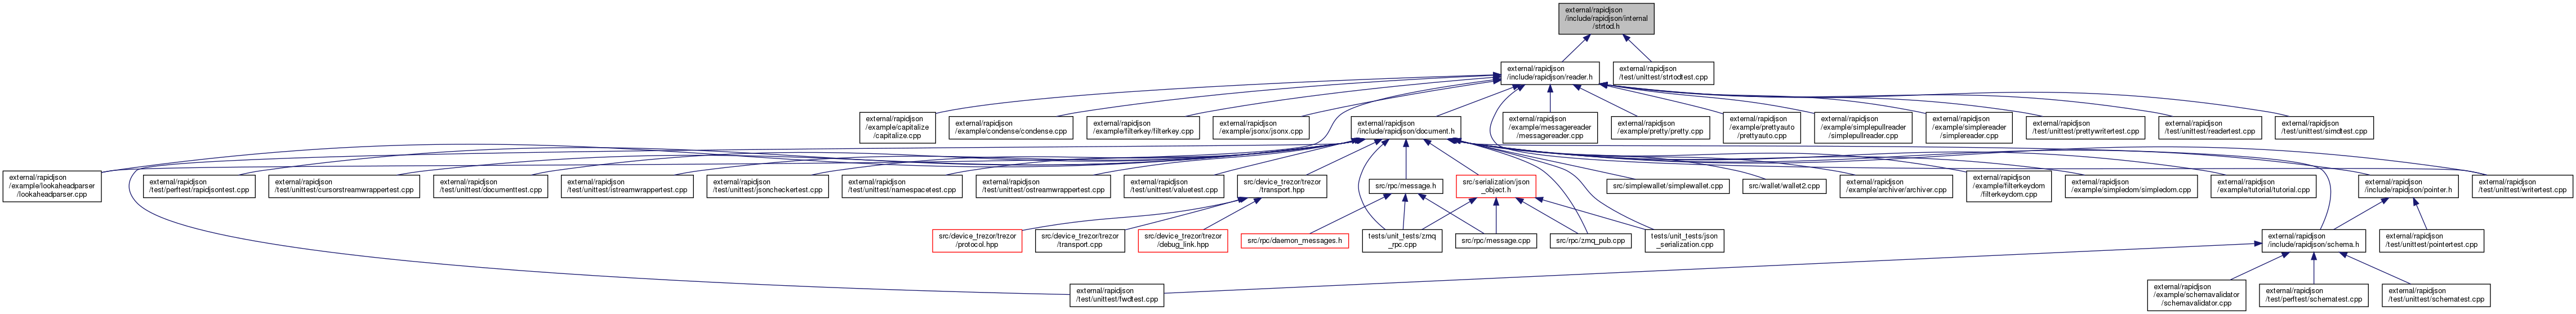 external/rapidjson
/include/rapidjson/internal
/strtod.h
external/rapidjson
/include/rapidjson/reader.h
external/rapidjson
/test/unittest/strtodtest.cpp
external/rapidjson
/example/capitalize
/capitalize.cpp
external/rapidjson
/example/condense/condense.cpp
external/rapidjson
/example/filterkey/filterkey.cpp
external/rapidjson
/example/jsonx/jsonx.cpp
external/rapidjson
/include/rapidjson/document.h
external/rapidjson
/example/messagereader
/messagereader.cpp
external/rapidjson
/example/pretty/pretty.cpp
external/rapidjson
/example/prettyauto
/prettyauto.cpp
external/rapidjson
/example/simplepullreader
/simplepullreader.cpp
external/rapidjson
/example/simplereader
/simplereader.cpp
external/rapidjson
/test/unittest/prettywritertest.cpp
external/rapidjson
/test/unittest/readertest.cpp
external/rapidjson
/test/unittest/simdtest.cpp
external/rapidjson
/example/lookaheadparser
/lookaheadparser.cpp
external/rapidjson
/test/perftest/rapidjsontest.cpp
external/rapidjson
/test/unittest/cursorstreamwrappertest.cpp
external/rapidjson
/test/unittest/documenttest.cpp
external/rapidjson
/test/unittest/istreamwrappertest.cpp
external/rapidjson
/test/unittest/jsoncheckertest.cpp
external/rapidjson
/test/unittest/namespacetest.cpp
external/rapidjson
/test/unittest/ostreamwrappertest.cpp
external/rapidjson
/test/unittest/valuetest.cpp
src/device_trezor/trezor
/transport.hpp
src/rpc/message.h
src/serialization/json
_object.h
src/simplewallet/simplewallet.cpp
src/wallet/wallet2.cpp
external/rapidjson
/example/archiver/archiver.cpp
external/rapidjson
/example/filterkeydom
/filterkeydom.cpp
external/rapidjson
/example/simpledom/simpledom.cpp
external/rapidjson
/example/tutorial/tutorial.cpp
external/rapidjson
/include/rapidjson/pointer.h
external/rapidjson
/test/unittest/writertest.cpp
src/device_trezor/trezor
/protocol.hpp
src/device_trezor/trezor
/transport.cpp
src/device_trezor/trezor
/debug_link.hpp
src/rpc/daemon_messages.h
tests/unit_tests/zmq
_rpc.cpp
src/rpc/message.cpp
src/rpc/zmq_pub.cpp
tests/unit_tests/json
_serialization.cpp
external/rapidjson
/include/rapidjson/schema.h
external/rapidjson
/test/unittest/pointertest.cpp
external/rapidjson
/test/unittest/fwdtest.cpp
external/rapidjson
/example/schemavalidator
/schemavalidator.cpp
external/rapidjson
/test/perftest/schematest.cpp
external/rapidjson
/test/unittest/schematest.cpp